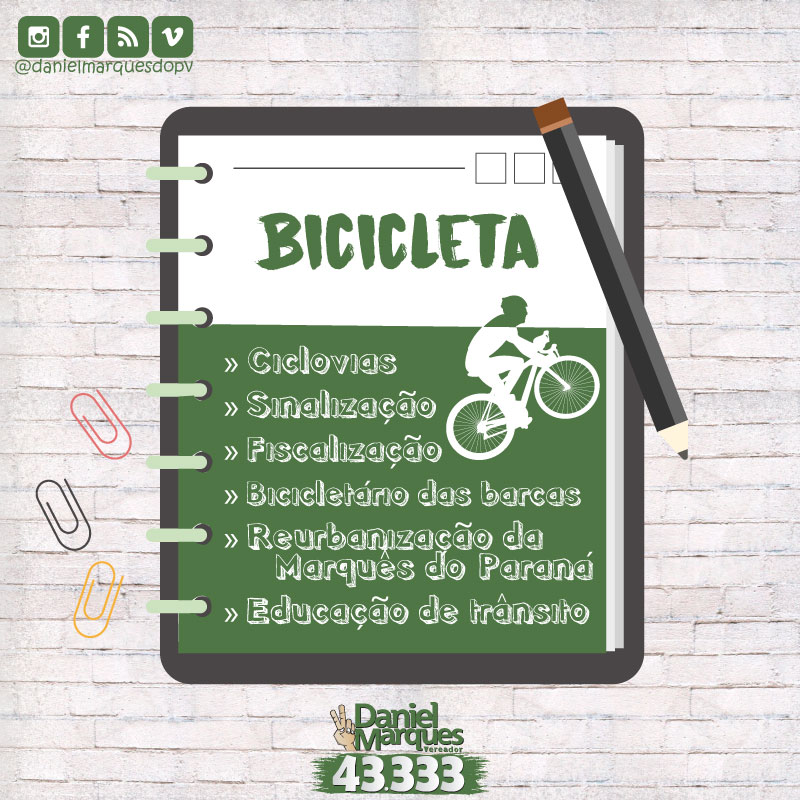 @danielmarquesdopv
BICICLETA
» Ciclovias
» Sinalização
» Fiscalização
» Bicicletário das barcas
» Reurbanização da
Marquês do Paraná
» Educação de trânsito
Daniel
Marques
Vereador
43.333